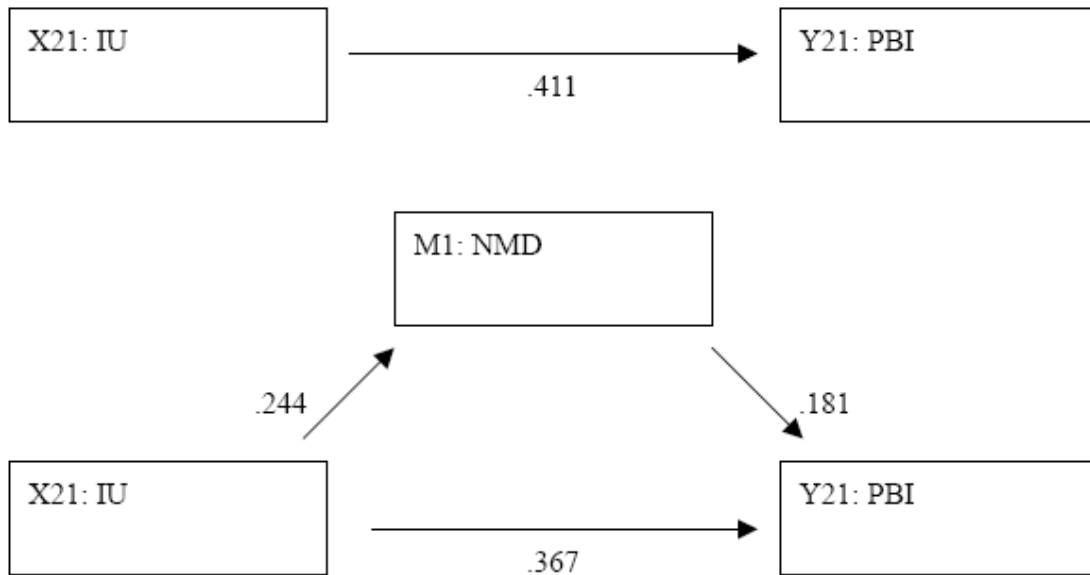 X21: IU
Y21: PBI
.411
M1: NMD
.244
.181
X21: IU
Y21: PBI
.367